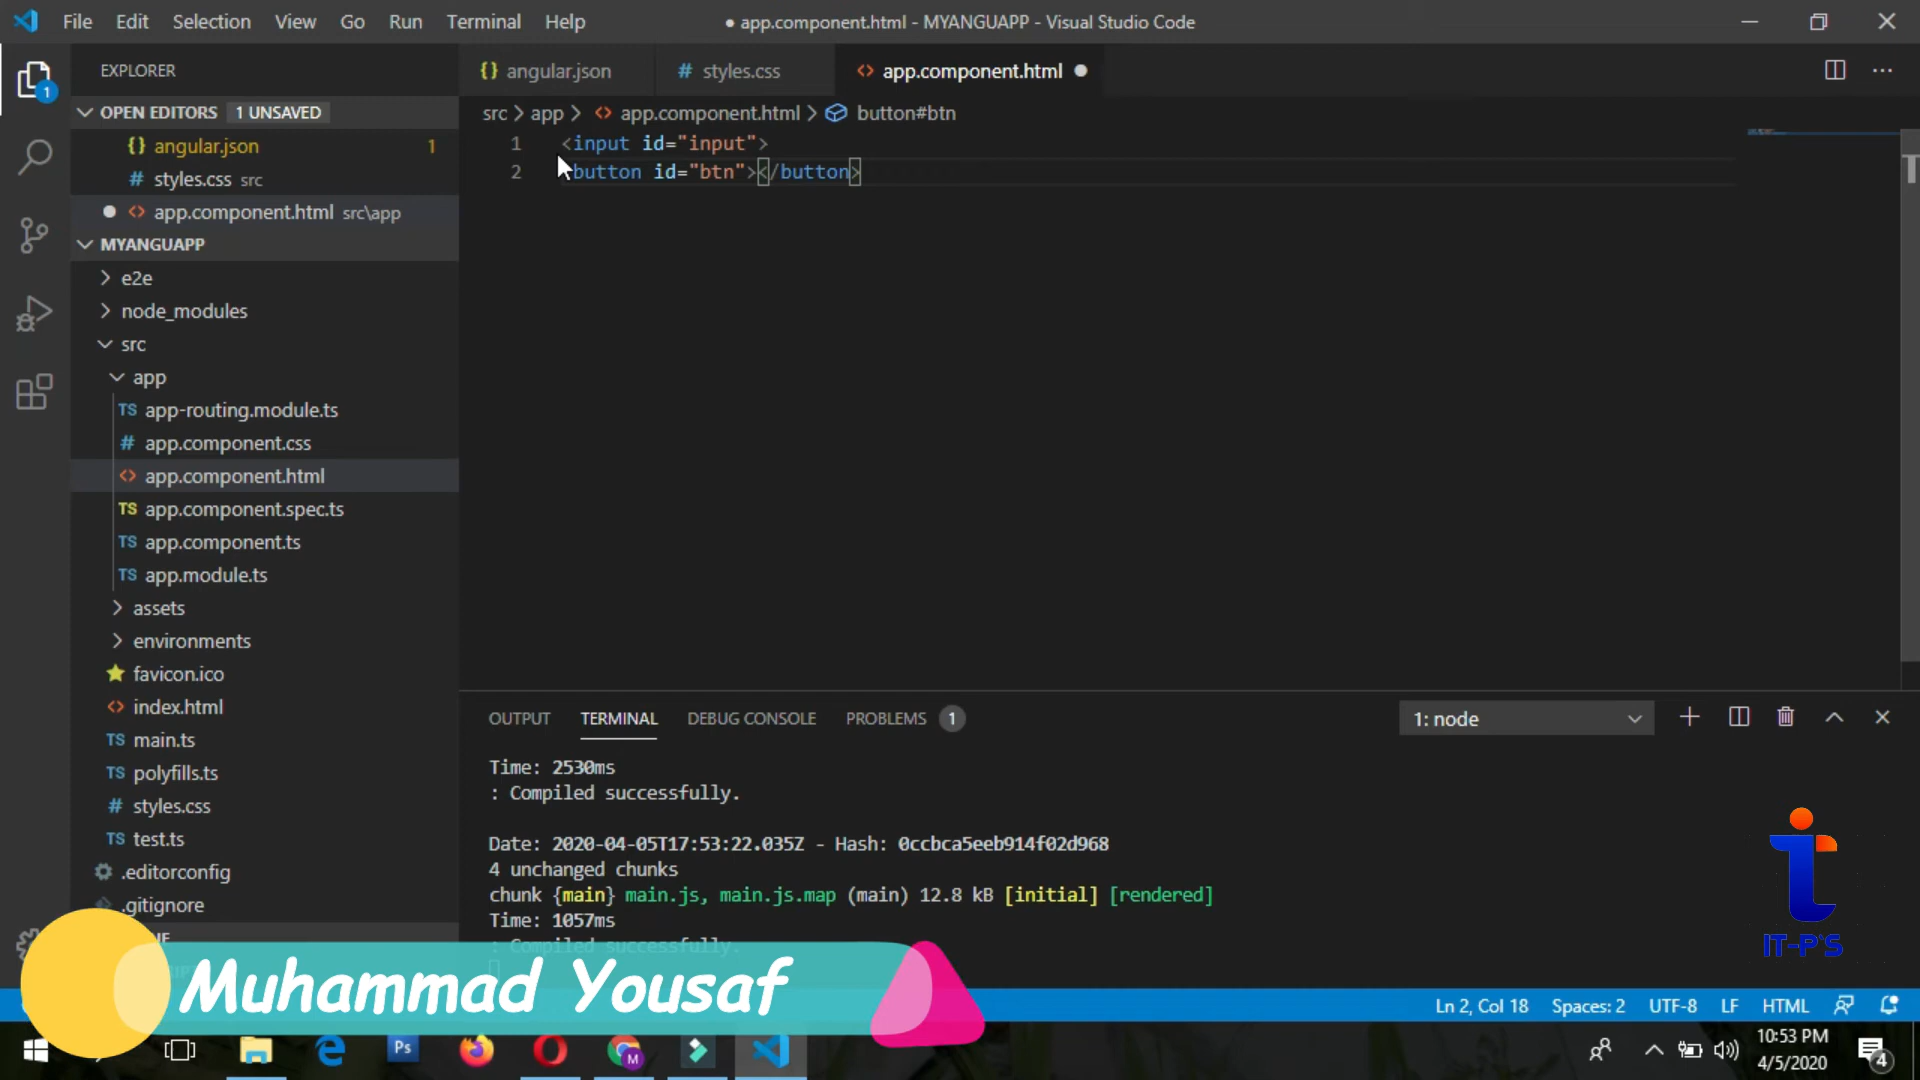 File Edit Selection View Go Run Terminal Help
● app.component.html - MYANGUAPP - Visual Studio Code
EXPLORER
OPEN EDITORS 1 UNSAVED
{} angular.json 1
# styles.css src
<> app.component.html src\app
MYANGUAPP
e2e
node_modules
src
app
TS app-routing.module.ts
# app.component.css
<> app.component.html
TS app.component.spec.ts
TS app.component.ts
TS app.module.ts
assets
environments
favicon.ico
<> index.html
TS main.ts
TS polyfills.ts
# styles.css
TS test.ts
.editorconfig
.gitignore
1
{} angular.json
# styles.css
<> app.component.html
src > app > <> app.component.html > button#btn
1 <input id="input">
2 <button id="btn"></button>
OUTPUT TERMINAL DEBUG CONSOLE PROBLEMS 1
1: node
Time: 2530ms
: Compiled successfully.
Date: 2020-04-05T17:53:22.035Z - Hash: 0ccbca5eeb914f02d968
4 unchanged chunks
chunk {main} main.js, main.js.map (main) 12.8 kB [initial] [rendered]
Time: 1057ms
: Compiled successfully.
IT-P'S
Muhammad Yousaf
Ln 2, Col 18 Spaces: 2 UTF-8 LF HTML
Ps
M
10:53 PM
4/5/2020
4